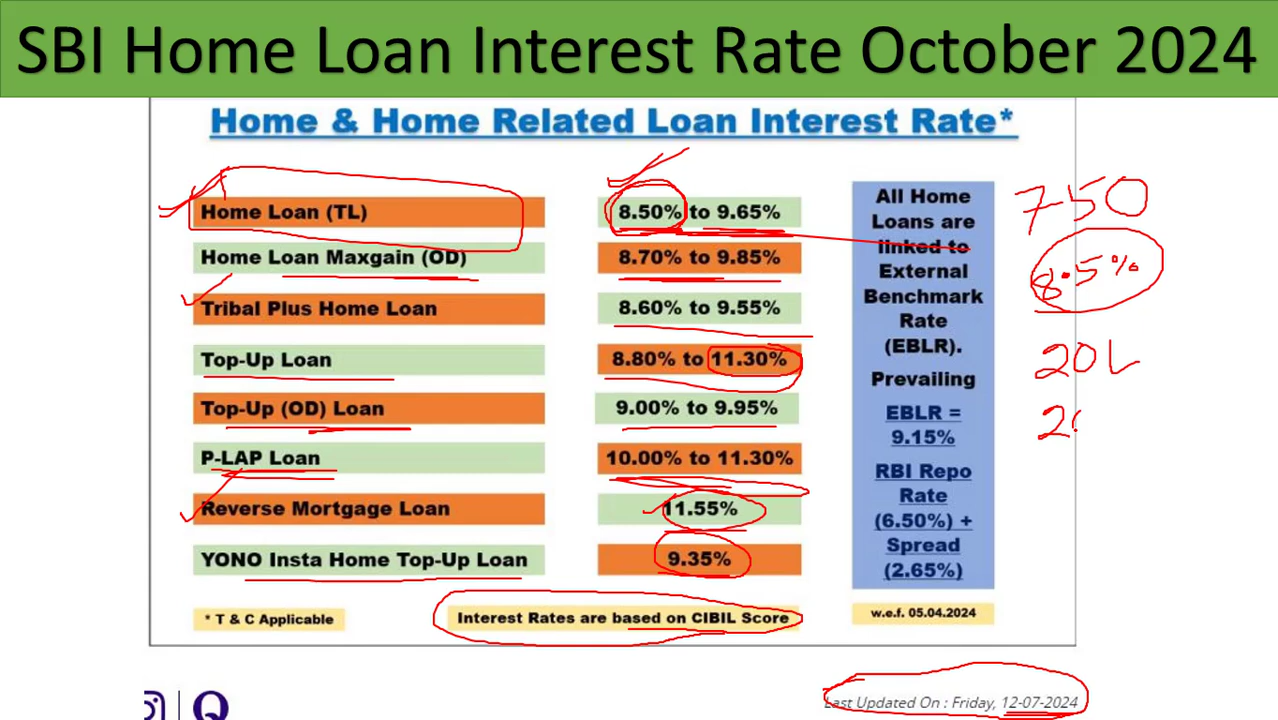 SBI Home Loan Interest Rate October 2024
Home & Home Related Loan Interest Rate*
Home Loan (TL) 8.50% to 9.65%
Home Loan Maxgain (OD) 8.70% to 9.85%
Tribal Plus Home Loan 8.60% to 9.55%
Top-Up Loan 8.80% to 11.30%
Top-Up (OD) Loan 9.00% to 9.95%
P-LAP Loan 10.00% to 11.30%
Reverse Mortgage Loan 11.55%
YONO Insta Home Top-Up Loan 9.35%
* T & C Applicable
Interest Rates are based on CIBIL Score
All Home
Loans are
linked to
External
Benchmark
Rate
(EBLR).
Prevailing
EBLR =
9.15%
RBI Repo
Rate
(6.50%) +
Spread
(2.65%)
w.e.f. 05.04.2024
750
8.5%
20L
Last Updated On : Friday, 12-07-2024